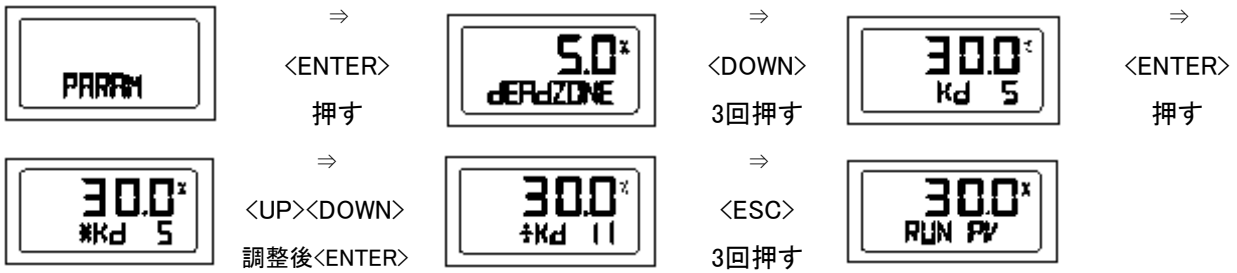 PARAM
⇒
<ENTER>
押す
5.0%
dEAdZONE
⇒
<DOWN>
3回押す
30.0%
Kd 5
⇒
<ENTER>
押す
30.0%
*Kd 5
⇒
<UP><DOWN>
調整後<ENTER>
30.0%
+Kd 11
⇒
<ESC>
3回押す
30.0%
RUN PV